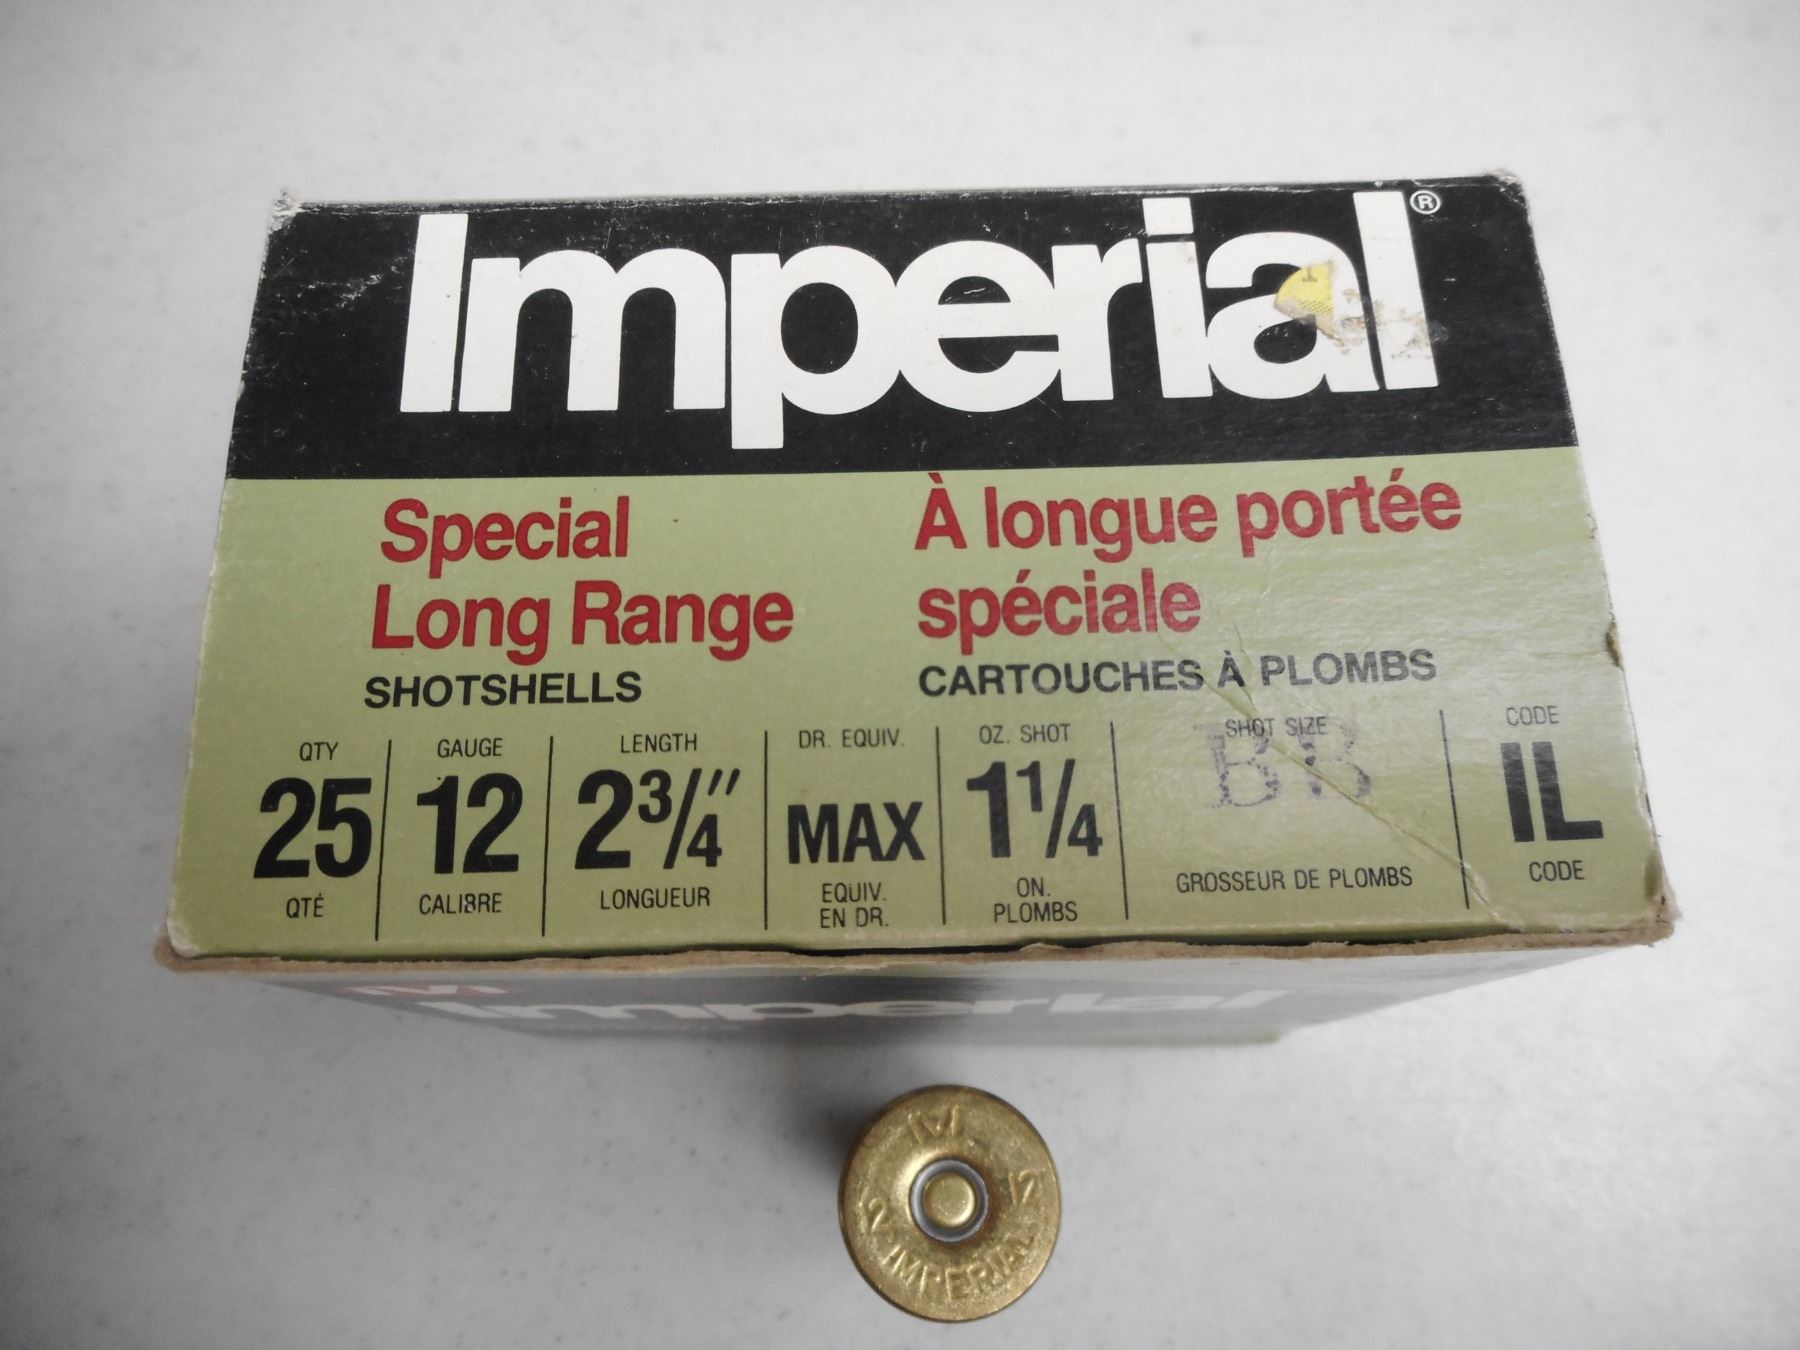 Imperial®
Special
Long Range
SHOTSHELLS
À longue portée
spéciale
CARTOUCHES À PLOMBS
QTY
25
QTÉ
GAUGE
12
CALIBRE
LENGTH
2 3/4"
LONGUEUR
DR. EQUIV.
MAX
EQUIV.
EN DR.
OZ. SHOT
1 1/4
ON.
PLOMBS
SHOT SIZE
BB
GROSSEUR DE PLOMBS
CODE
IL
CODE
Imperial
IVI
12
IMPERIAL
12